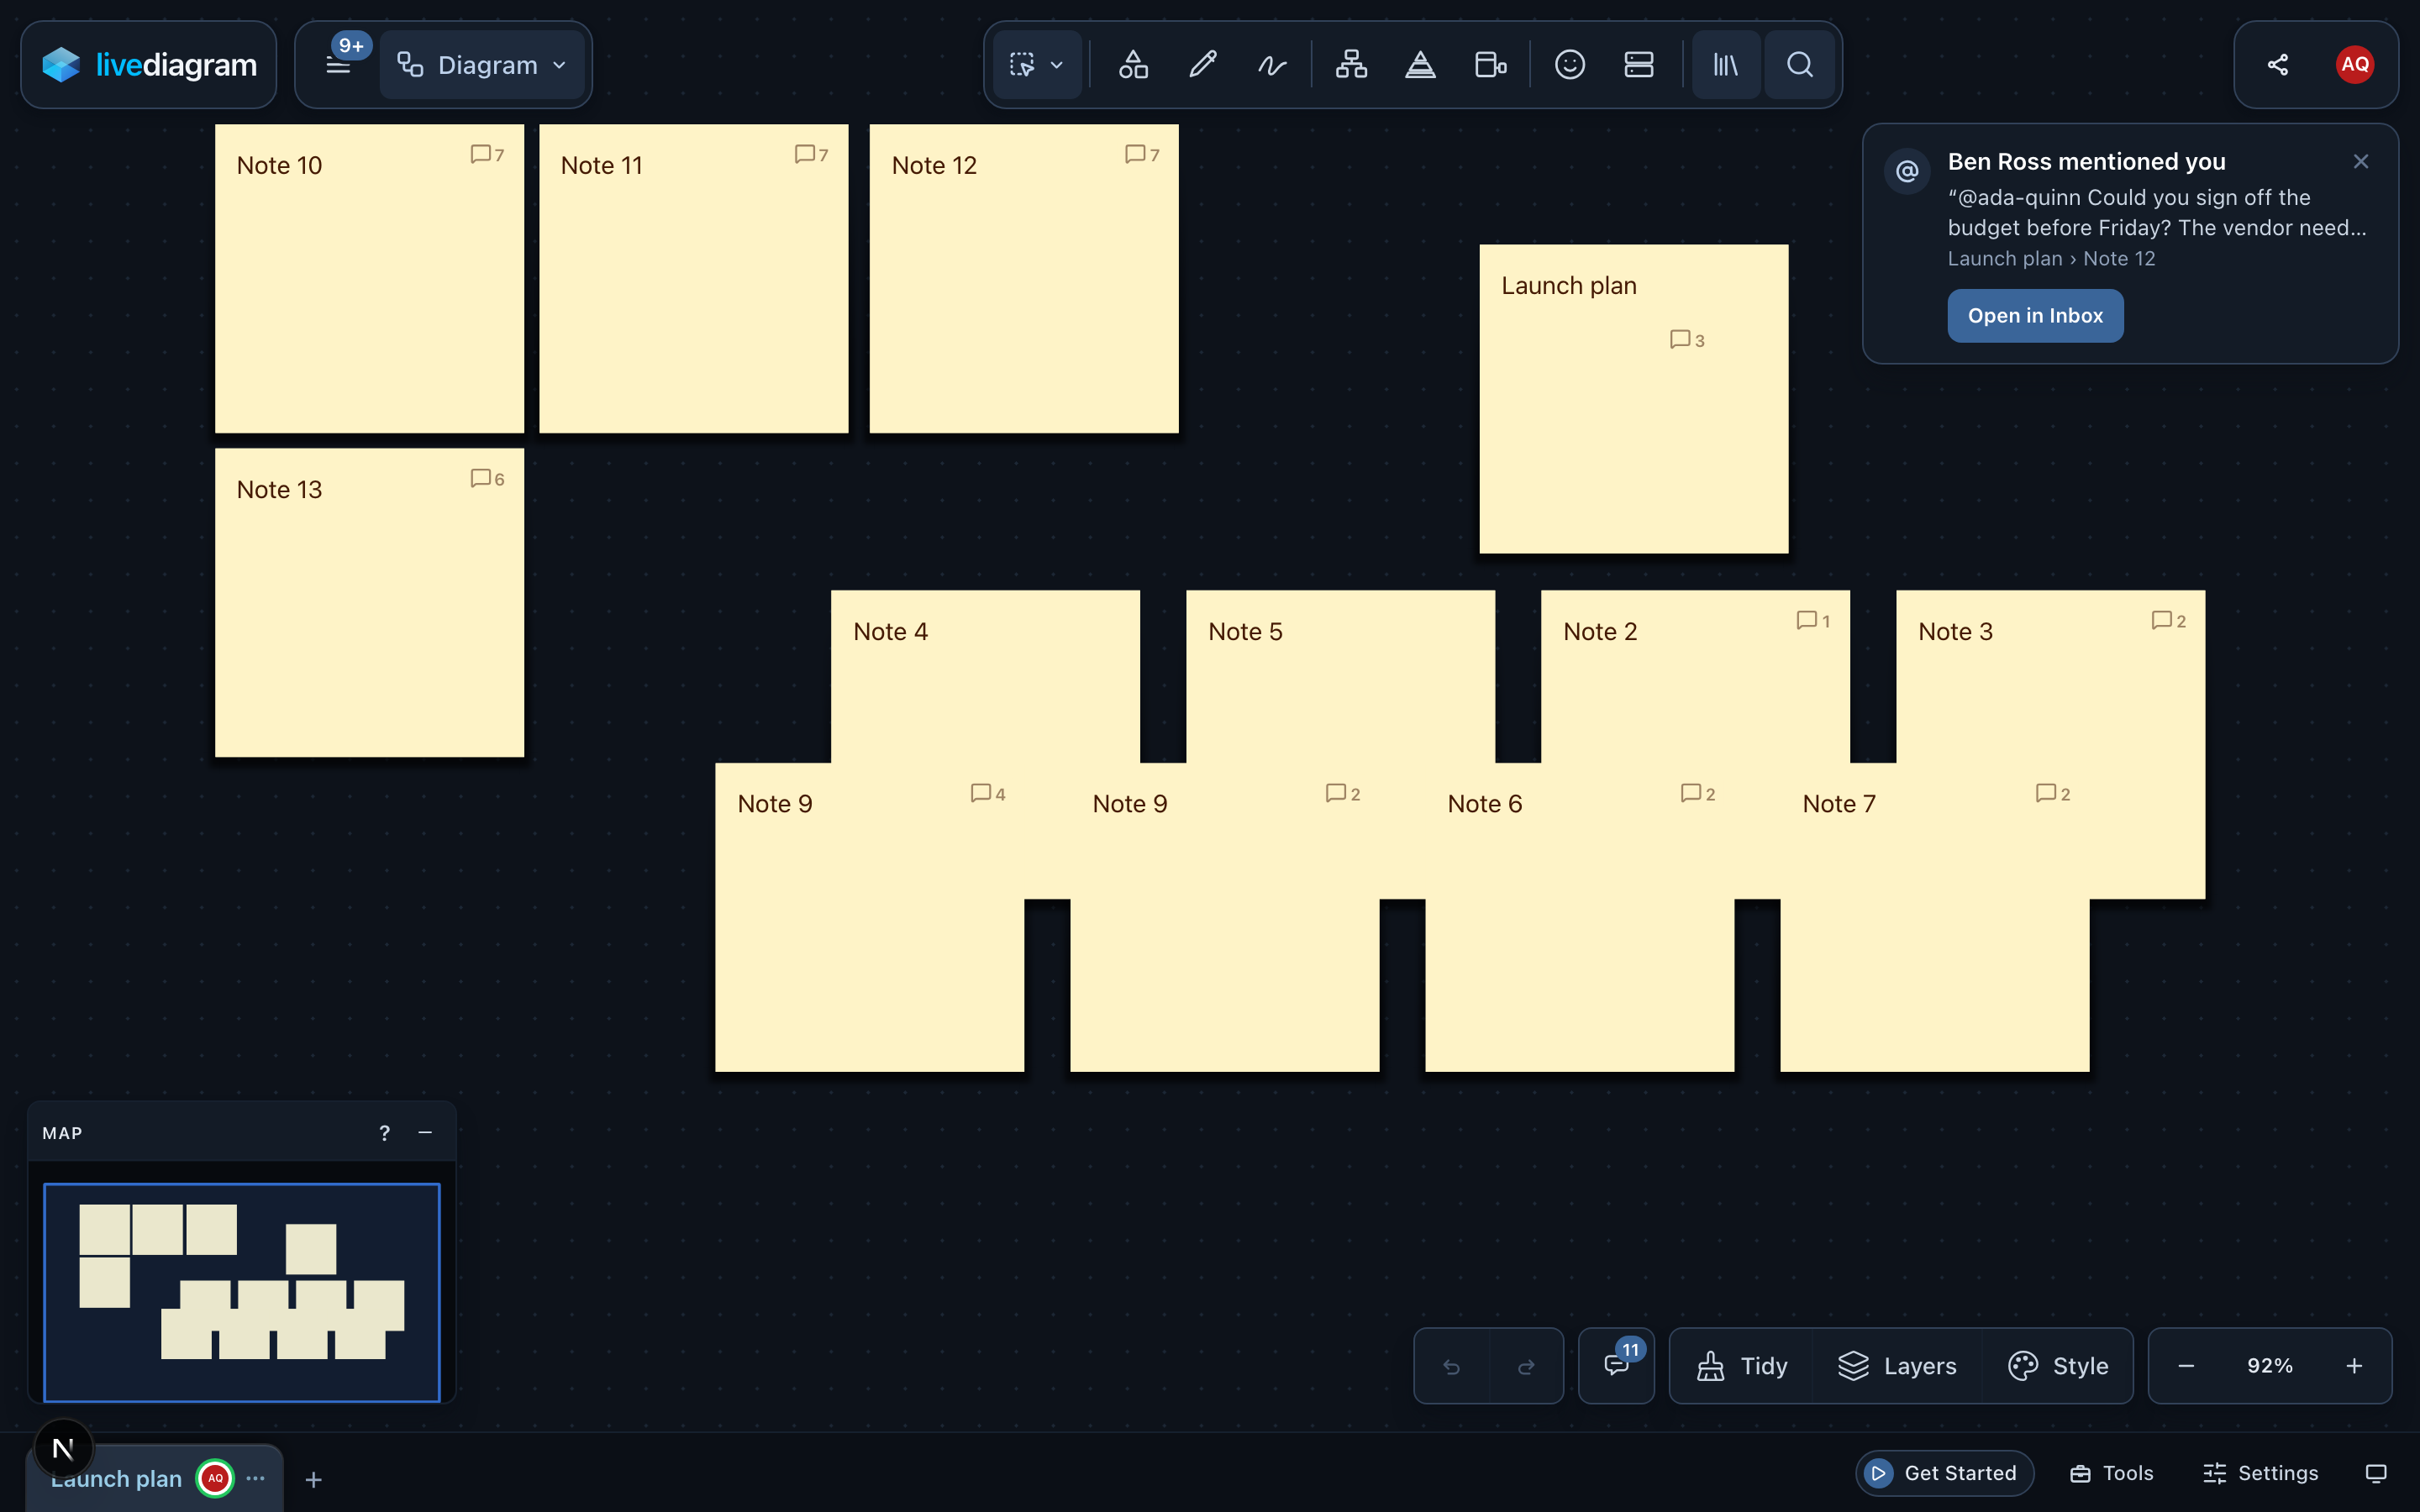 livediagram
9+
Diagram
AQ
Note 10
7
Note 11
7
Note 12
7
Ben Ross mentioned you
“@ada-quinn Could you sign off the
budget before Friday? The vendor need...
Launch plan › Note 12
Open in Inbox
Launch plan
3
Note 13
6
Note 4
Note 5
Note 2
1
Note 3
2
Note 9
4
Note 9
2
Note 6
2
Note 7
2
MAP
?
11
Tidy
Layers
Style
92%
N
Launch plan
AQ
Get Started
Tools
Settings